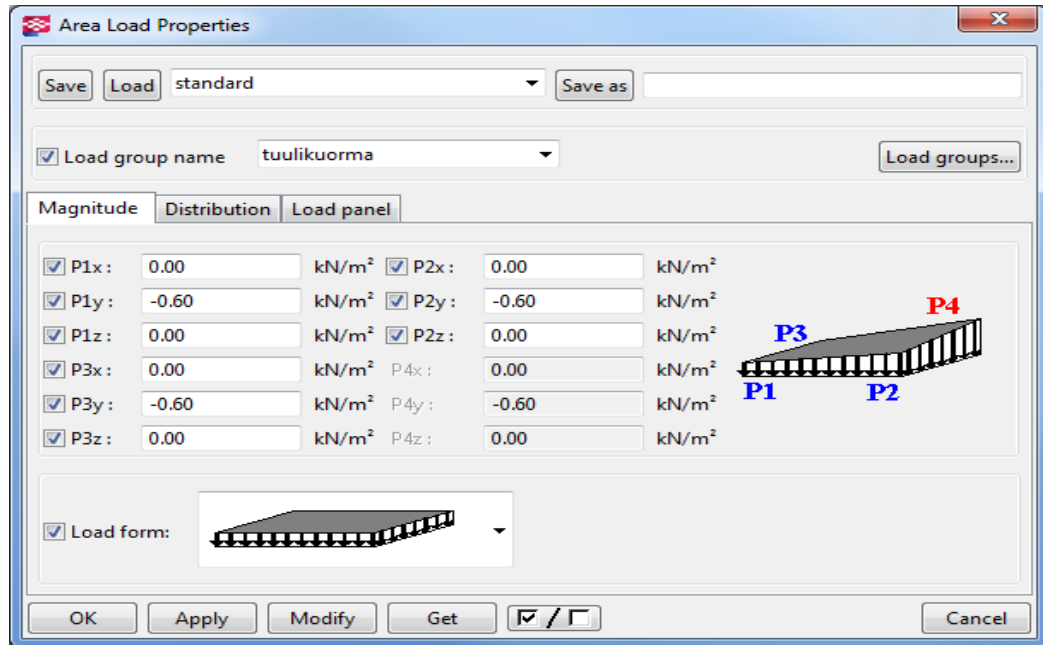 Area Load Properties
Save Load standard Save as
Load group name tuulikuorma Load groups...
Magnitude Distribution Load panel
P1x : 0.00 kN/m² P2x : 0.00 kN/m²
P1y : -0.60 kN/m² P2y : -0.60 kN/m²
P1z : 0.00 kN/m² P2z : 0.00 kN/m²
P3x : 0.00 kN/m² P4x : 0.00 kN/m²
P3y : -0.60 kN/m² P4y : -0.60 kN/m²
P3z : 0.00 kN/m² P4z : 0.00 kN/m²
P4
P3
P1 P2
Load form:
OK Apply Modify Get / Cancel